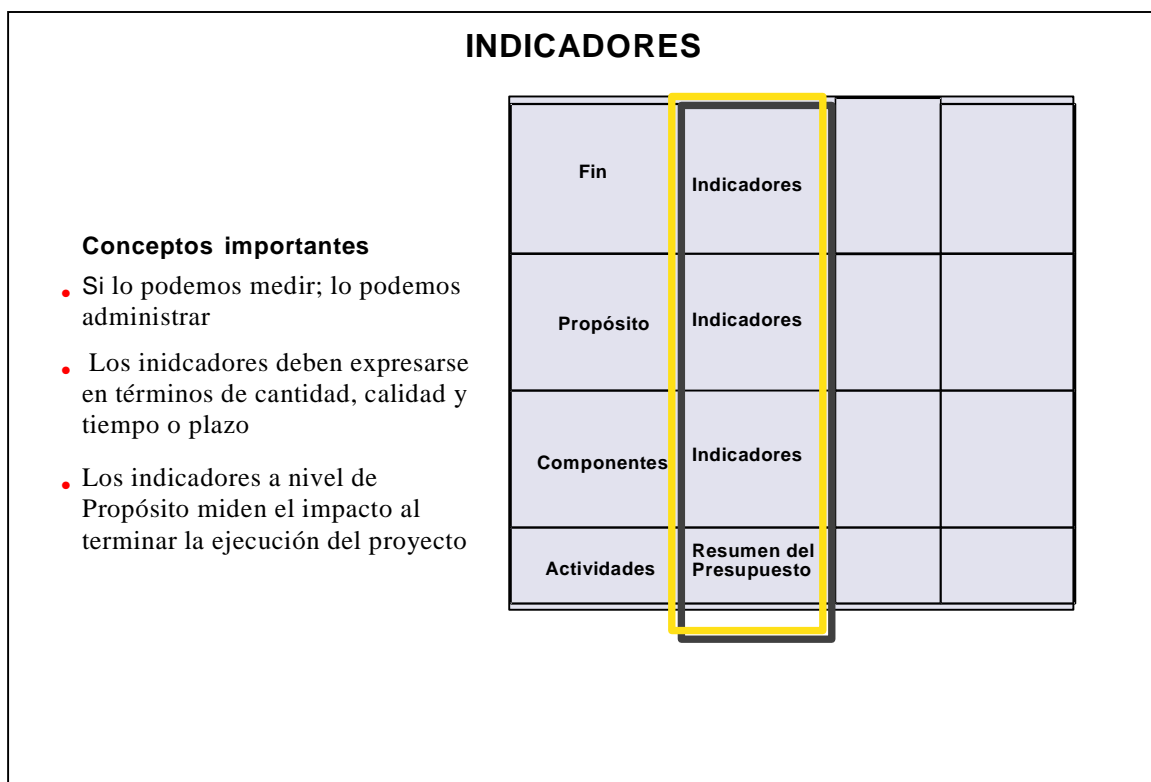 INDICADORES
Conceptos importantes
• Si lo podemos medir; lo podemos
administrar
• Los inidcadores deben expresarse
en términos de cantidad, calidad y
tiempo o plazo
• Los indicadores a nivel de
Propósito miden el impacto al
terminar la ejecución del proyecto
Fin
Indicadores
Propósito
Indicadores
Componentes
Indicadores
Actividades
Resumen del
Presupuesto